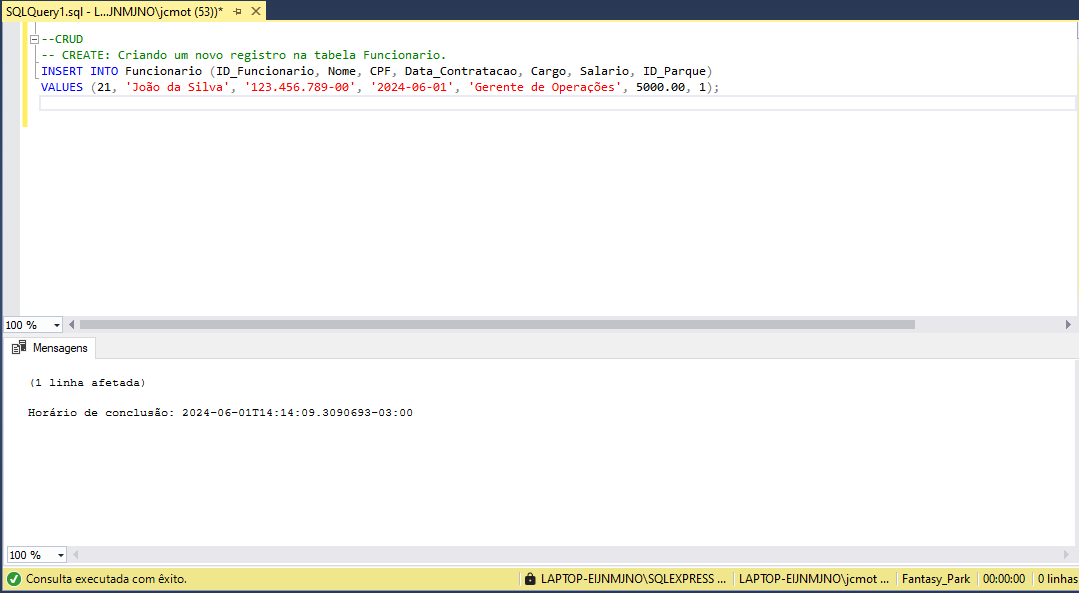 SQLQuery1.sql - L...JNMJNO\jcmot (53))*
--CRUD
-- CREATE: Criando um novo registro na tabela Funcionario.
INSERT INTO Funcionario (ID_Funcionario, Nome, CPF, Data_Contratacao, Cargo, Salario, ID_Parque)
VALUES (21, 'João da Silva', '123.456.789-00', '2024-06-01', 'Gerente de Operações', 5000.00, 1);
100 %
Mensagens
(1 linha afetada)
Horário de conclusão: 2024-06-01T14:14:09.3090693-03:00
100 %
Consulta executada com êxito. LAPTOP-EIJNMJNO\SQLEXPRESS ... LAPTOP-EIJNMJNO\jcmot ... Fantasy_Park 00:00:00 0 linhas